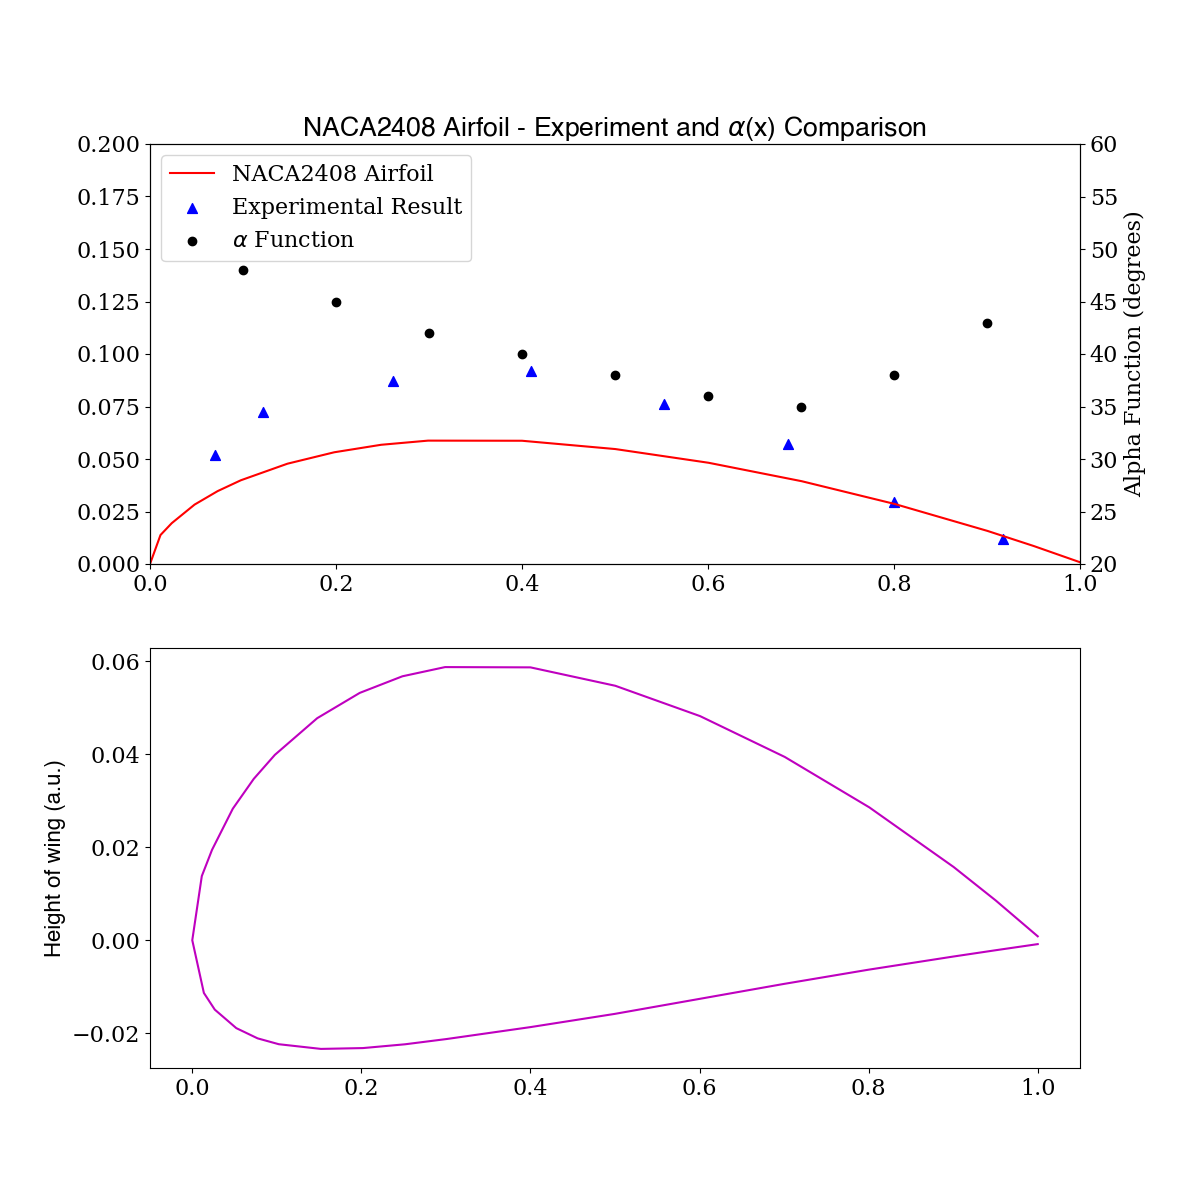 NACA2408 Airfoil - Experiment and α(x) Comparison
0.200
0.175
0.150
0.125
0.100
0.075
0.050
0.025
0.000
NACA2408 Airfoil
Experimental Result
α Function
60
55
50
45
40
35
30
25
20
Alpha Function (degrees)
0.0 0.2 0.4 0.6 0.8 1.0
Height of wing (a.u.)
0.06
0.04
0.02
0.00
−0.02
0.0 0.2 0.4 0.6 0.8 1.0